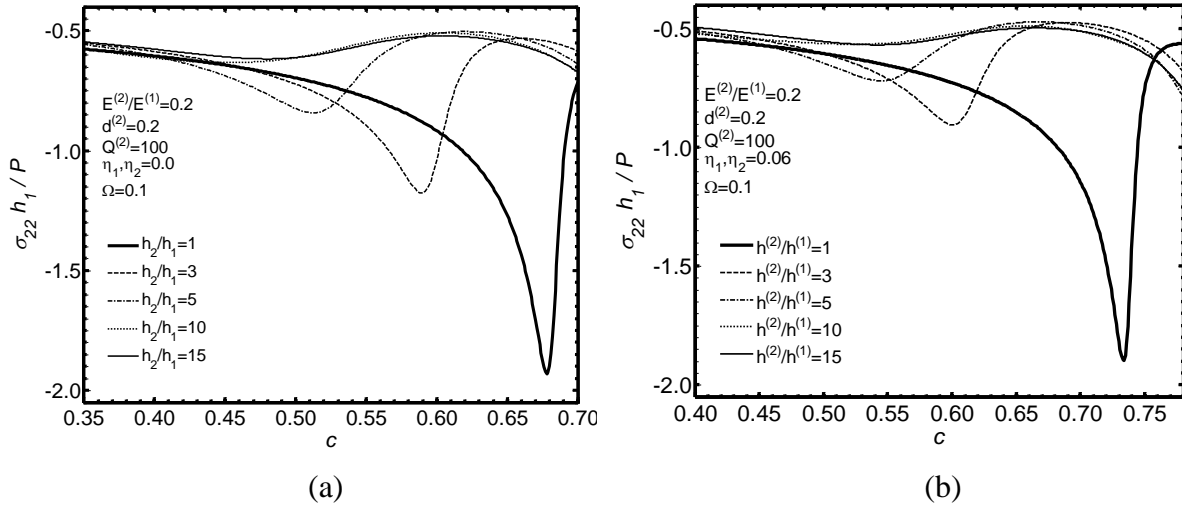 -0.5
-1.0
-1.5
-2.0
σ₂₂ h₁ / P
E⁽²⁾/E⁽¹⁾=0.2
d⁽²⁾=0.2
Q⁽²⁾=100
η₁,η₂=0.0
Ω=0.1
h₂/h₁=1
h₂/h₁=3
h₂/h₁=5
h₂/h₁=10
h₂/h₁=15
0.35 0.40 0.45 0.50 0.55 0.60 0.65 0.70
c
(a)
-0.5
-1.0
-1.5
-2.0
σ₂₂ h₁ / P
E⁽²⁾/E⁽¹⁾=0.2
d⁽²⁾=0.2
Q⁽²⁾=100
η₁,η₂=0.06
Ω=0.1
h⁽²⁾/h⁽¹⁾=1
h⁽²⁾/h⁽¹⁾=3
h⁽²⁾/h⁽¹⁾=5
h⁽²⁾/h⁽¹⁾=10
h⁽²⁾/h⁽¹⁾=15
0.40 0.45 0.50 0.55 0.60 0.65 0.70 0.75
c
(b)